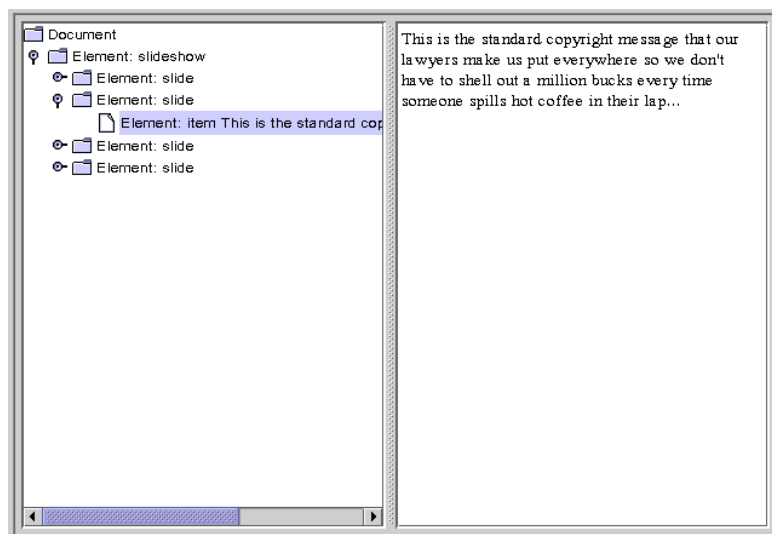 Document
Element: slideshow
Element: slide
Element: slide
Element: item This is the standard cop
Element: slide
Element: slide
This is the standard copyright message that our
lawyers make us put everywhere so we don't
have to shell out a million bucks every time
someone spills hot coffee in their lap...